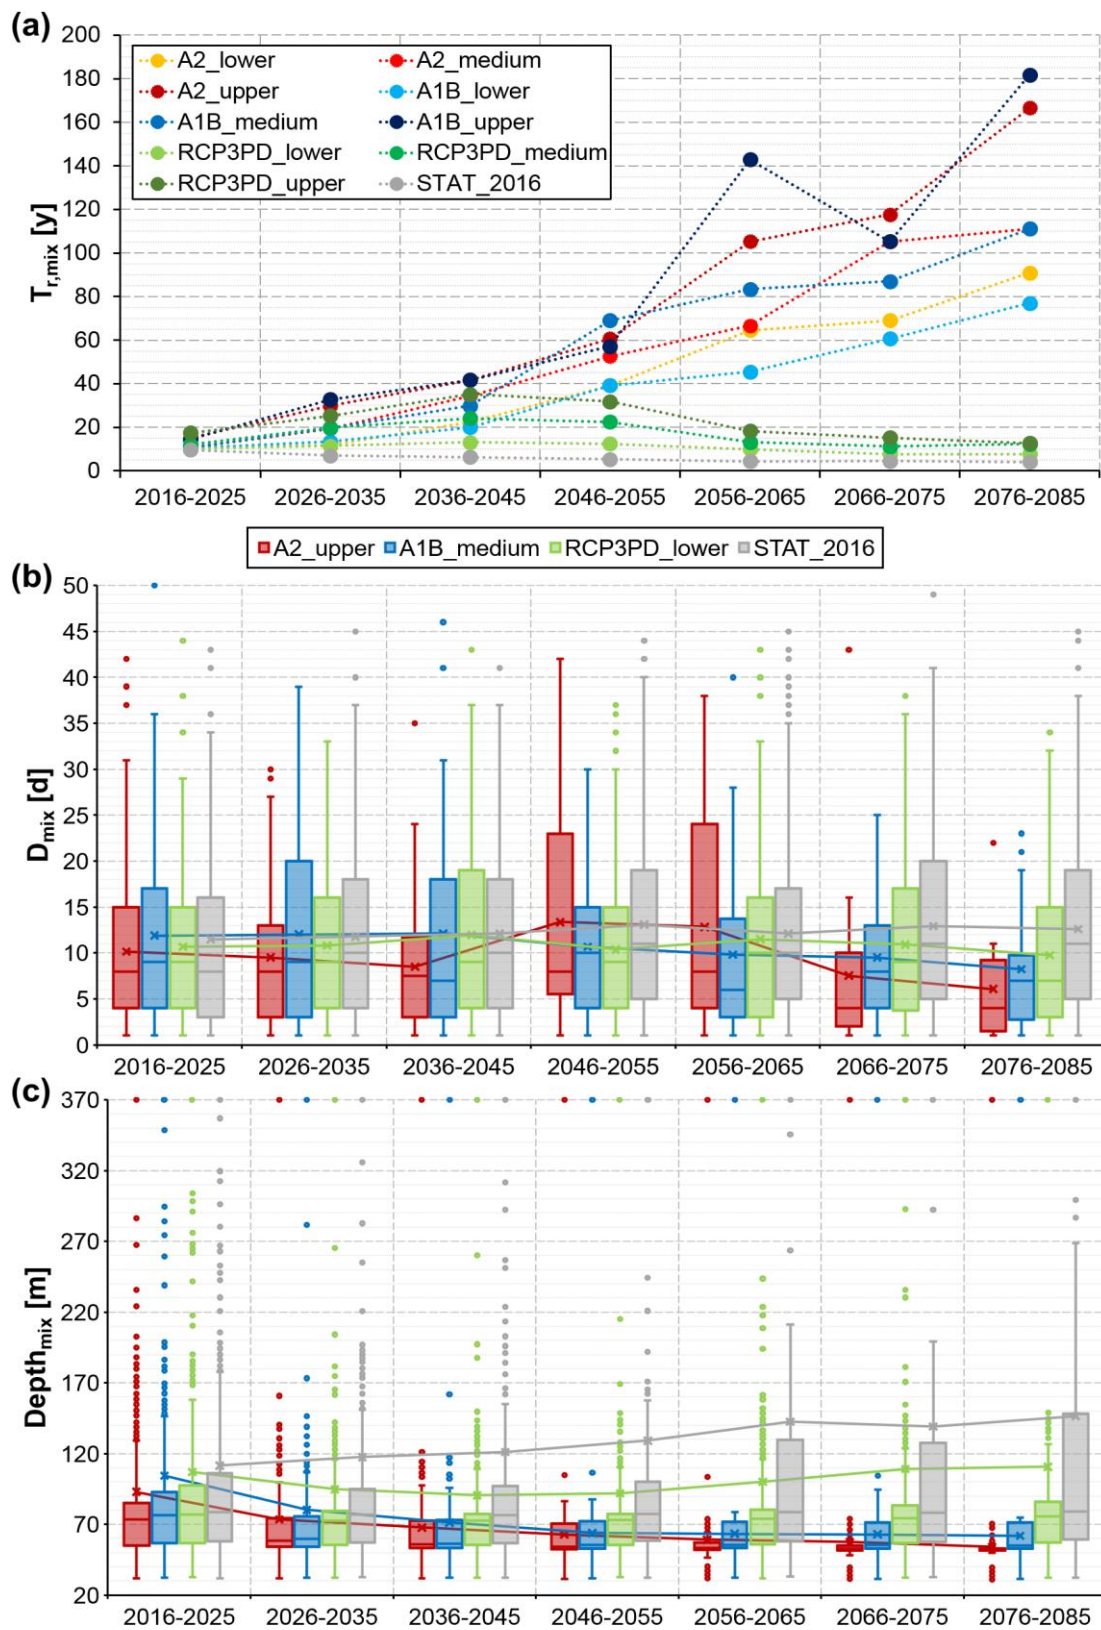 (a)
200
180
160
140
120
100
80
60
40
20
0
T_r,mix [y]
A2_lower A2_medium
A2_upper A1B_lower
A1B_medium A1B_upper
RCP3PD_lower RCP3PD_medium
RCP3PD_upper STAT_2016
2016-2025 2026-2035 2036-2045 2046-2055 2056-2065 2066-2075 2076-2085
A2_upper A1B_medium RCP3PD_lower STAT_2016
(b)
50
45
40
35
30
25
20
15
10
5
0
D_mix [d]
2016-2025 2026-2035 2036-2045 2046-2055 2056-2065 2066-2075 2076-2085
(c)
370
320
270
220
170
120
70
20
Depth_mix [m]
2016-2025 2026-2035 2036-2045 2046-2055 2056-2065 2066-2075 2076-2085